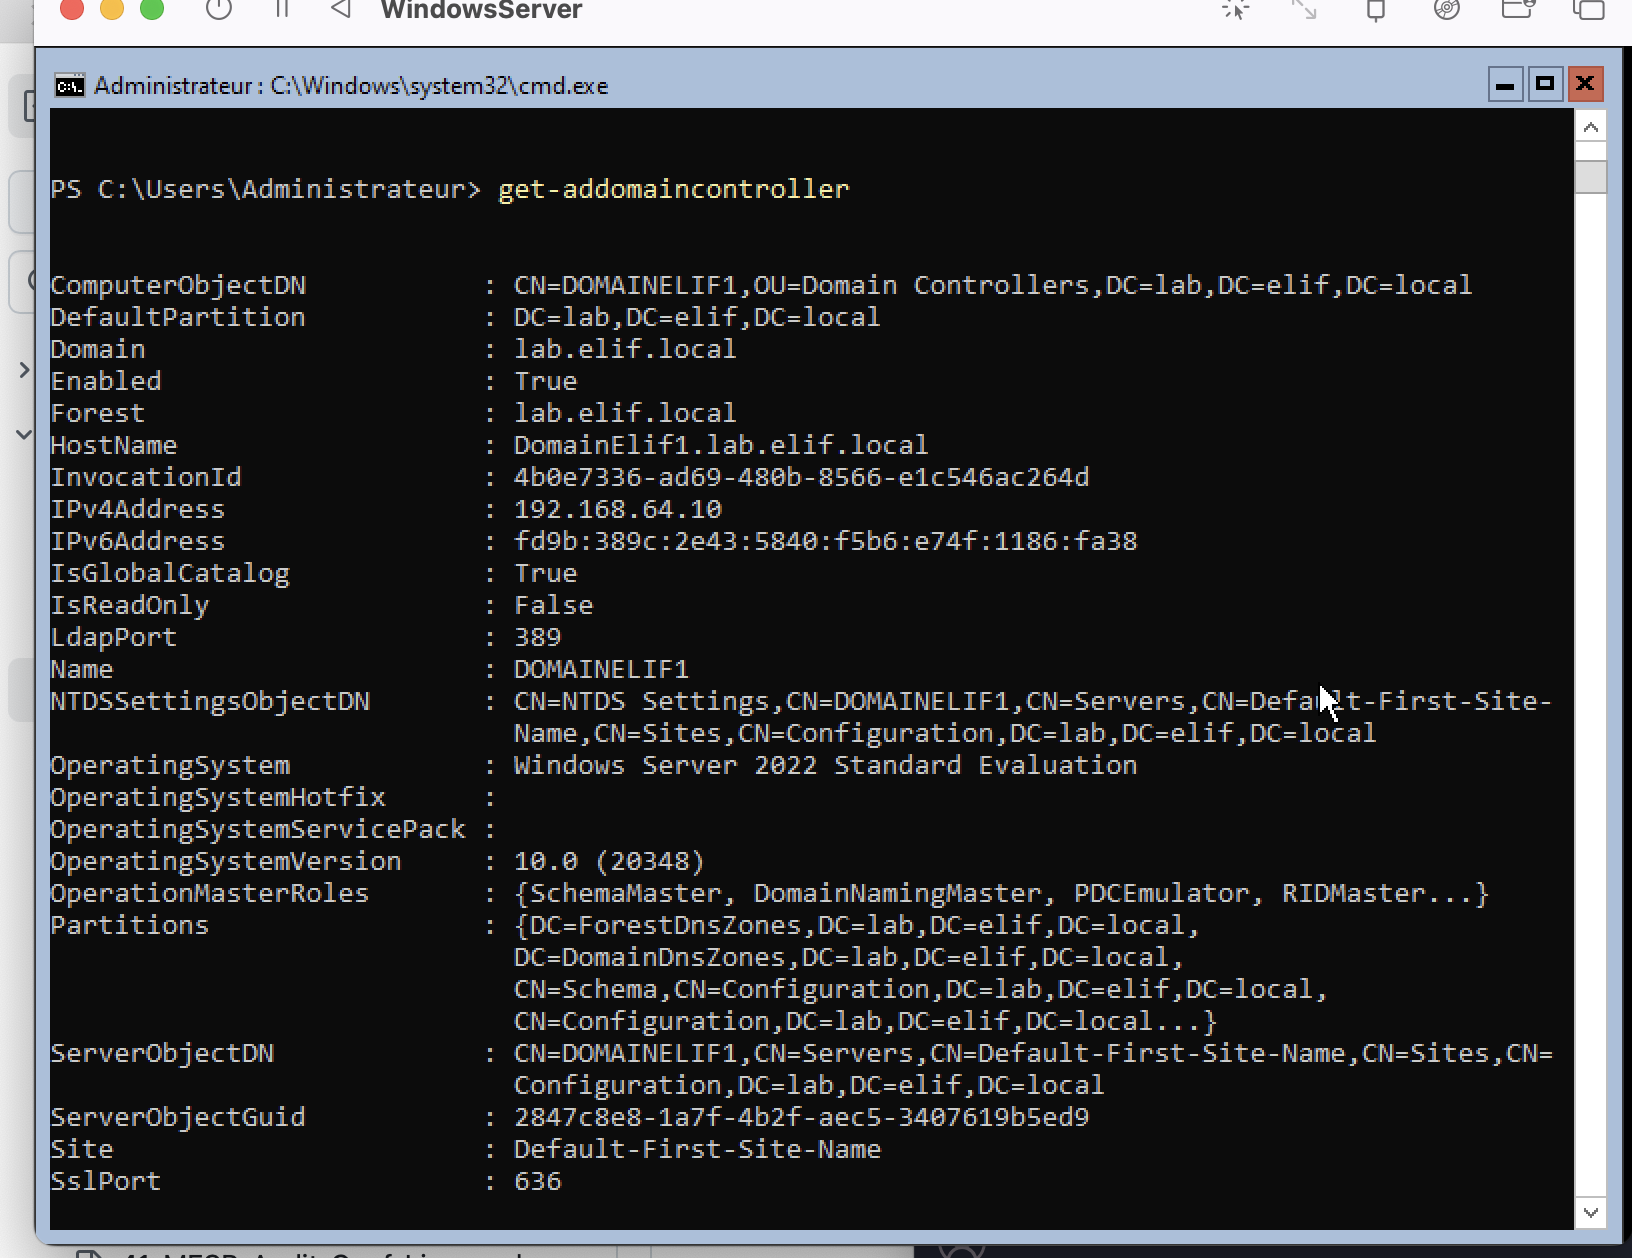 WindowsServer
Administrateur : C:\Windows\system32\cmd.exe
PS C:\Users\Administrateur> get-addomaincontroller
ComputerObjectDN : CN=DOMAINELIF1,OU=Domain Controllers,DC=lab,DC=elif,DC=local
DefaultPartition : DC=lab,DC=elif,DC=local
Domain : lab.elif.local
Enabled : True
Forest : lab.elif.local
HostName : DomainElif1.lab.elif.local
InvocationId : 4b0e7336-ad69-480b-8566-e1c546ac264d
IPv4Address : 192.168.64.10
IPv6Address : fd9b:389c:2e43:5840:f5b6:e74f:1186:fa38
IsGlobalCatalog : True
IsReadOnly : False
LdapPort : 389
Name : DOMAINELIF1
NTDSSettingsObjectDN : CN=NTDS Settings,CN=DOMAINELIF1,CN=Servers,CN=Default-First-Site-
Name,CN=Sites,CN=Configuration,DC=lab,DC=elif,DC=local
OperatingSystem : Windows Server 2022 Standard Evaluation
OperatingSystemHotfix :
OperatingSystemServicePack :
OperatingSystemVersion : 10.0 (20348)
OperationMasterRoles : {SchemaMaster, DomainNamingMaster, PDCEmulator, RIDMaster...}
Partitions : {DC=ForestDnsZones,DC=lab,DC=elif,DC=local,
DC=DomainDnsZones,DC=lab,DC=elif,DC=local,
CN=Schema,CN=Configuration,DC=lab,DC=elif,DC=local,
CN=Configuration,DC=lab,DC=elif,DC=local...}
ServerObjectDN : CN=DOMAINELIF1,CN=Servers,CN=Default-First-Site-Name,CN=Sites,CN=
Configuration,DC=lab,DC=elif,DC=local
ServerObjectGuid : 2847c8e8-1a7f-4b2f-aec5-3407619b5ed9
Site : Default-First-Site-Name
SslPort : 636